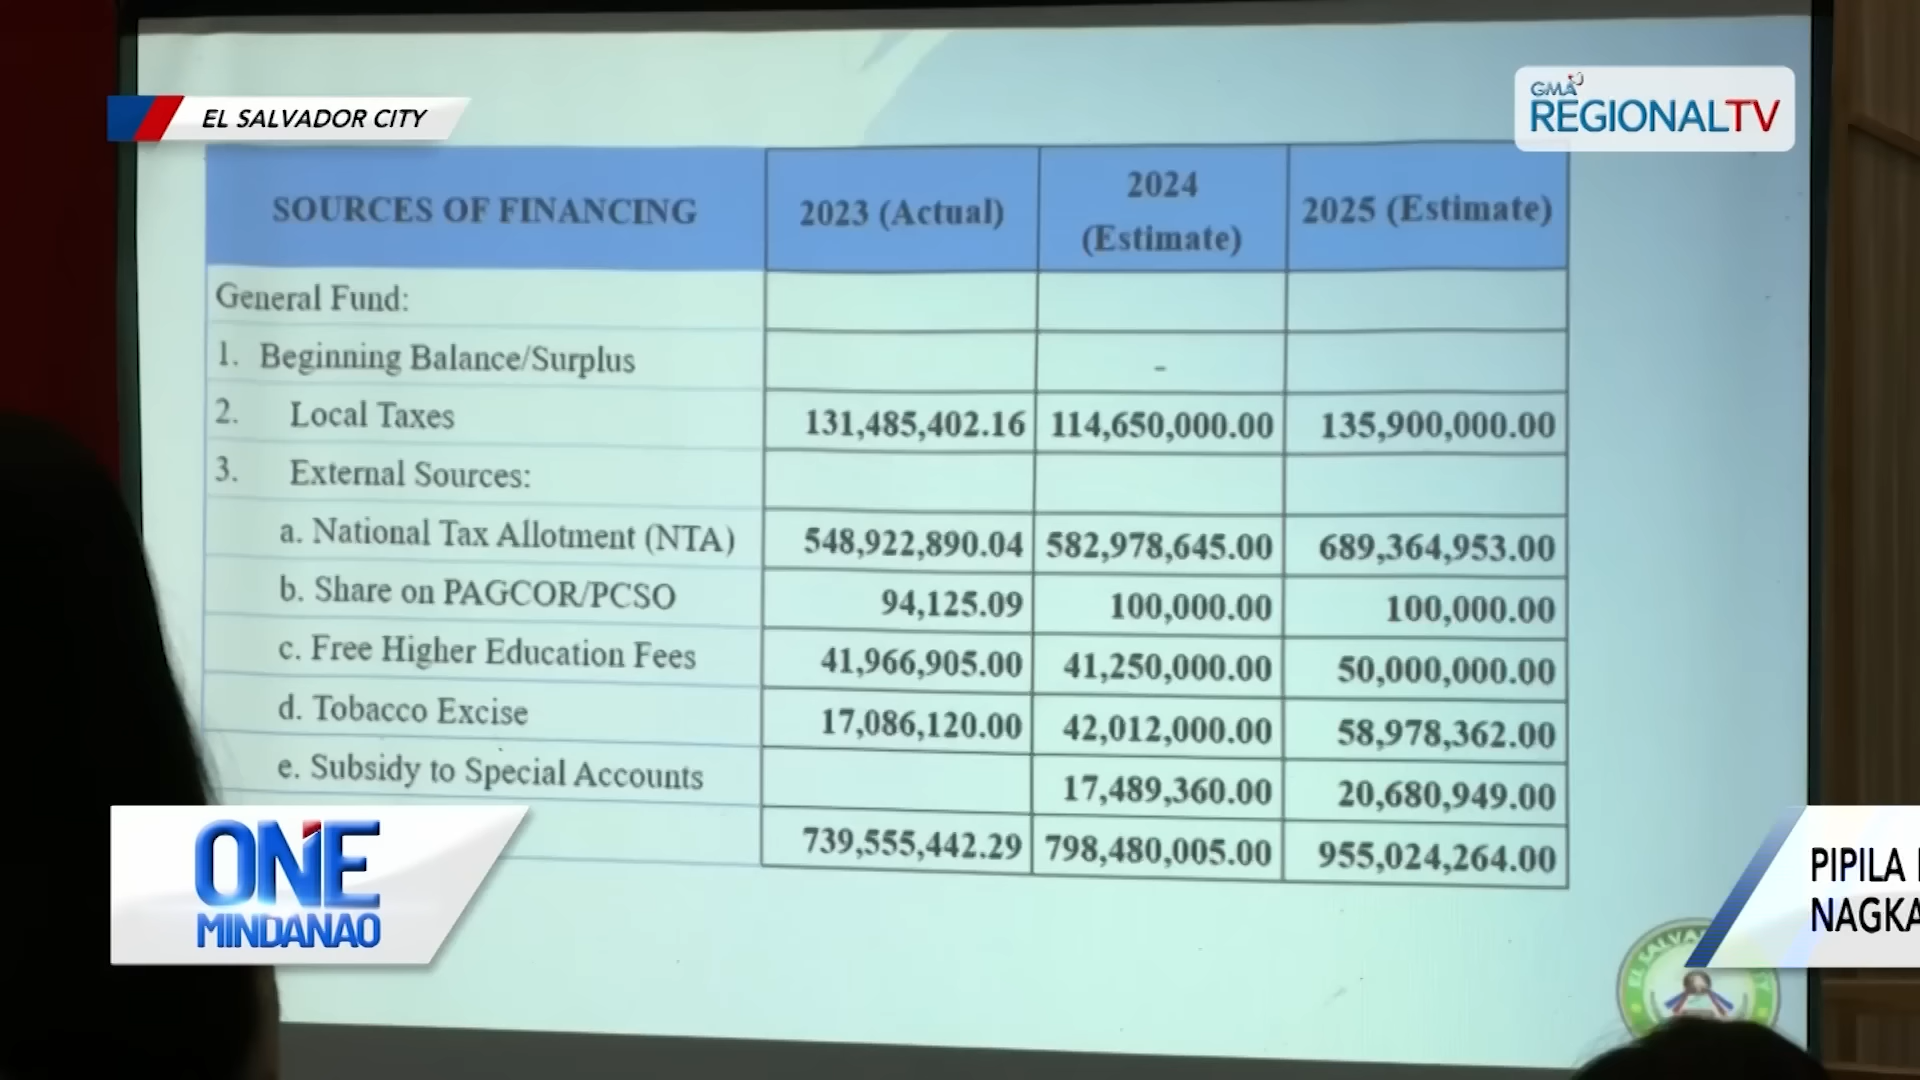 EL SALVADOR CITY
GMA
REGIONALTV
SOURCES OF FINANCING 2023 (Actual) 2024 (Estimate) 2025 (Estimate)
General Fund:
1. Beginning Balance/Surplus -
2. Local Taxes 131,485,402.16 114,650,000.00 135,900,000.00
3. External Sources:
a. National Tax Allotment (NTA) 548,922,890.04 582,978,645.00 689,364,953.00
b. Share on PAGCOR/PCSO 94,125.09 100,000.00 100,000.00
c. Free Higher Education Fees 41,966,905.00 41,250,000.00 50,000,000.00
d. Tobacco Excise 17,086,120.00 42,012,000.00 58,978,362.00
e. Subsidy to Special Accounts 17,489,360.00 20,680,949.00
739,555,442.29 798,480,005.00 955,024,264.00
ONE
MINDANAO
PIPILA
NAGKA
EL SALVA